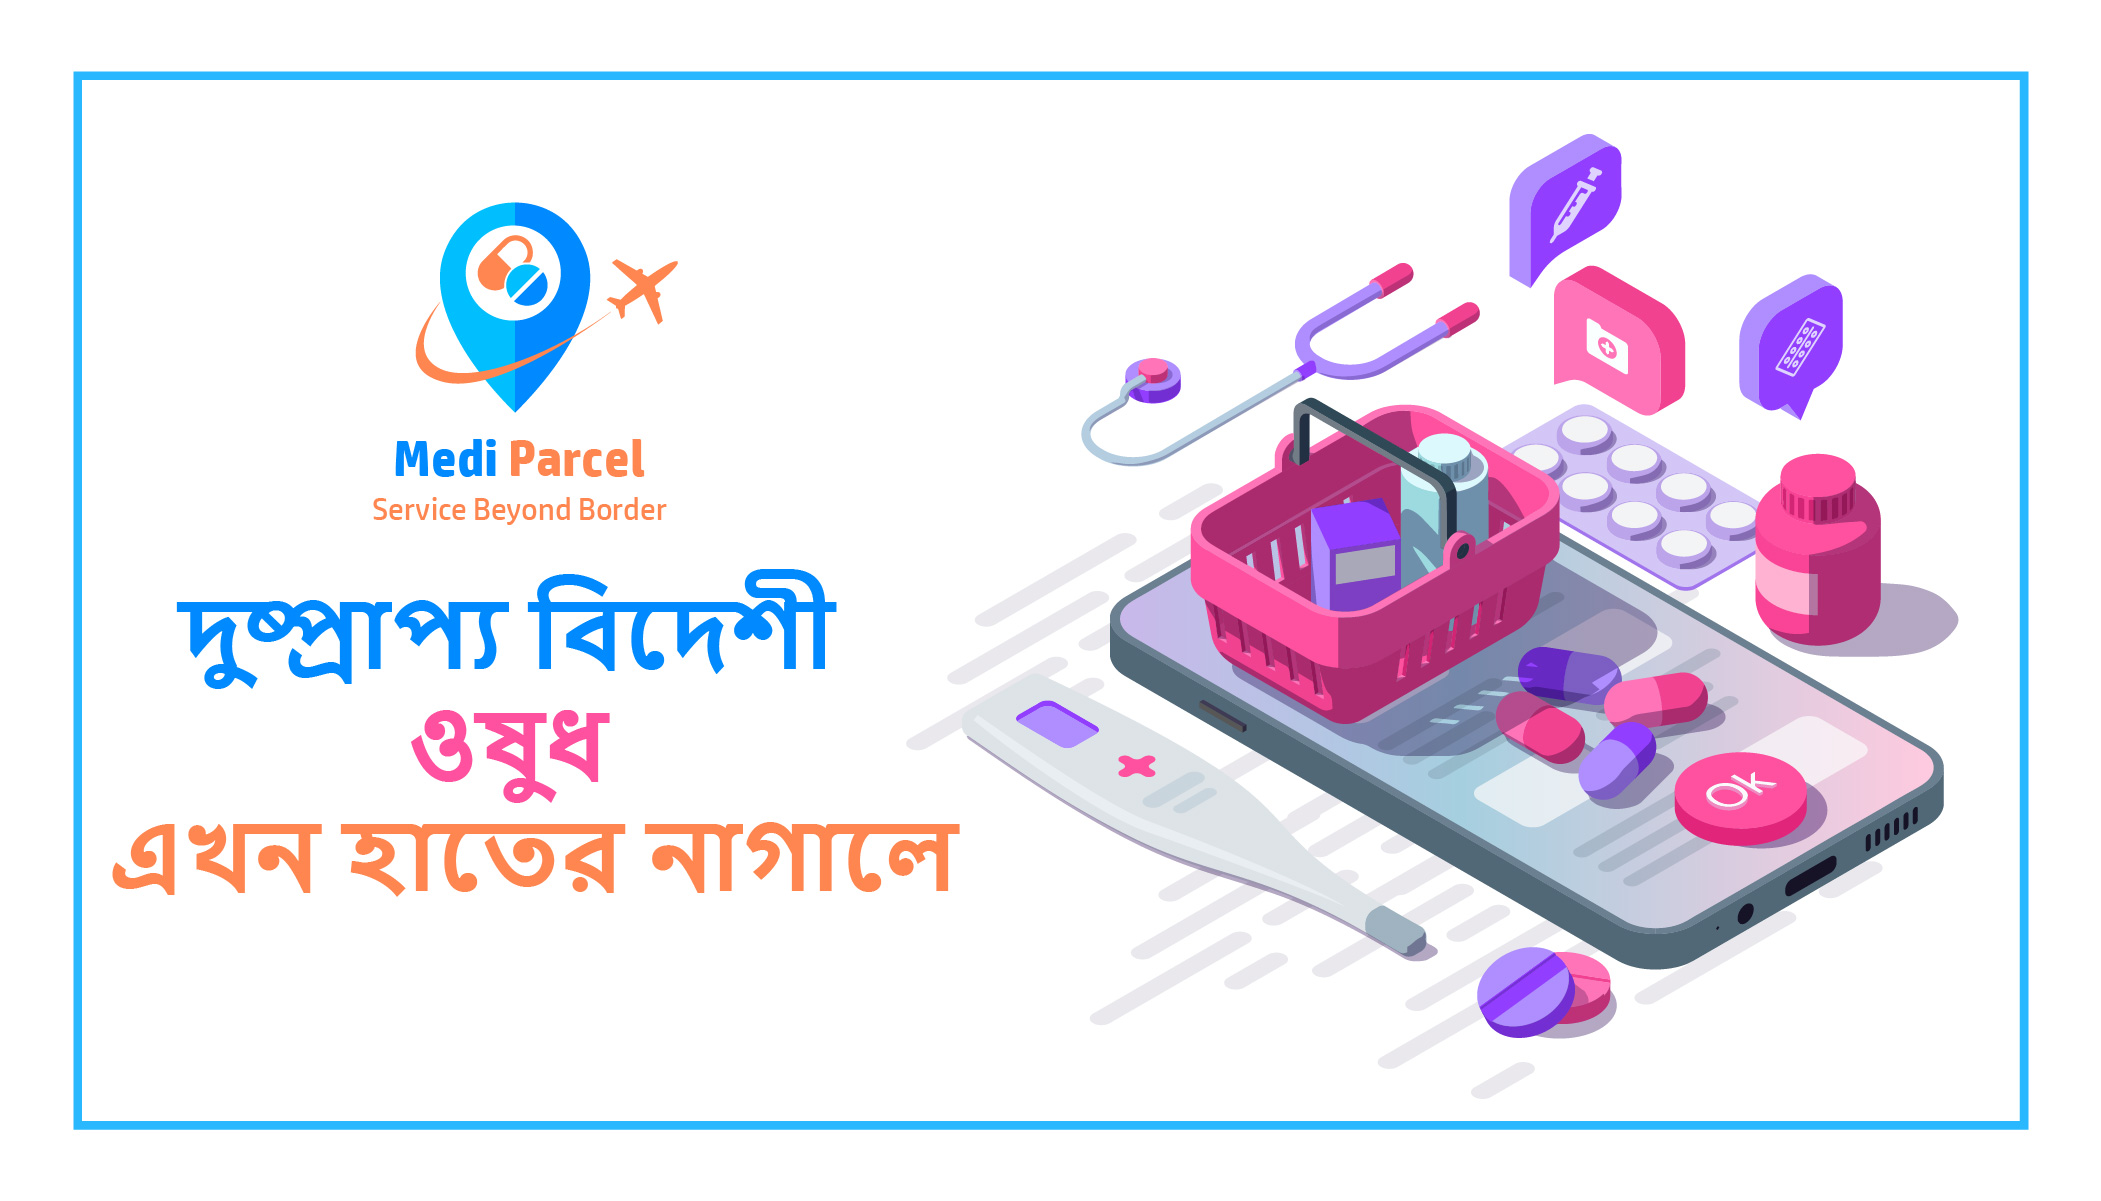 Medi Parcel
Service Beyond Border
দুষ্প্রাপ্য বিদেশী
ওষুধ
এখন হাতের নাগালে
Ok